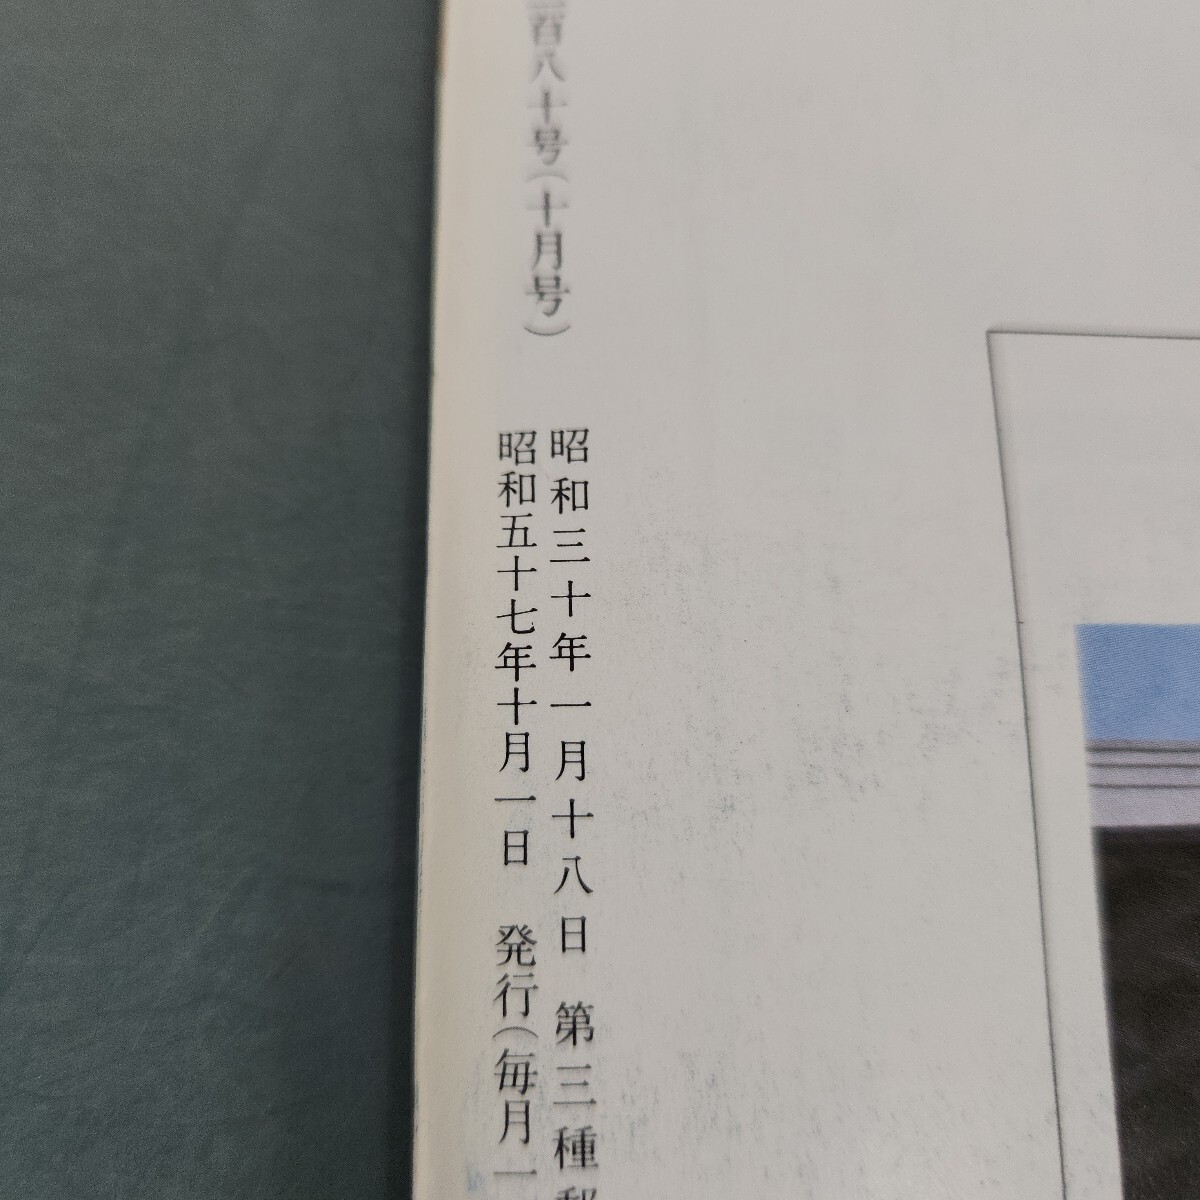 百八十号（十月号）
昭和三十年一月十八日 第三種
昭和五十七年十月一日 発行（毎月一